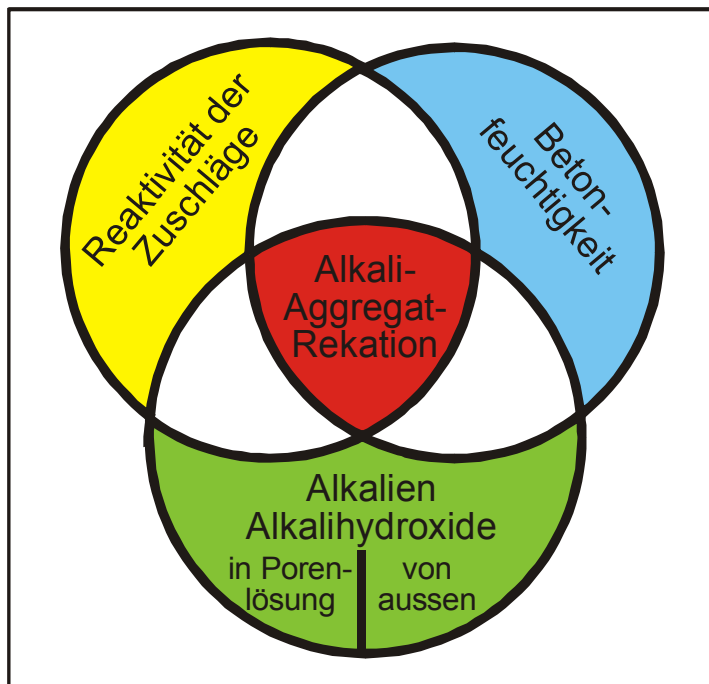 Reaktivität der
Zuschläge
Beton-
feuchtigkeit
Alkali-
Aggregat-
Rekation
Alkalien
Alkalihydroxide
in Poren-
lösung
von
aussen